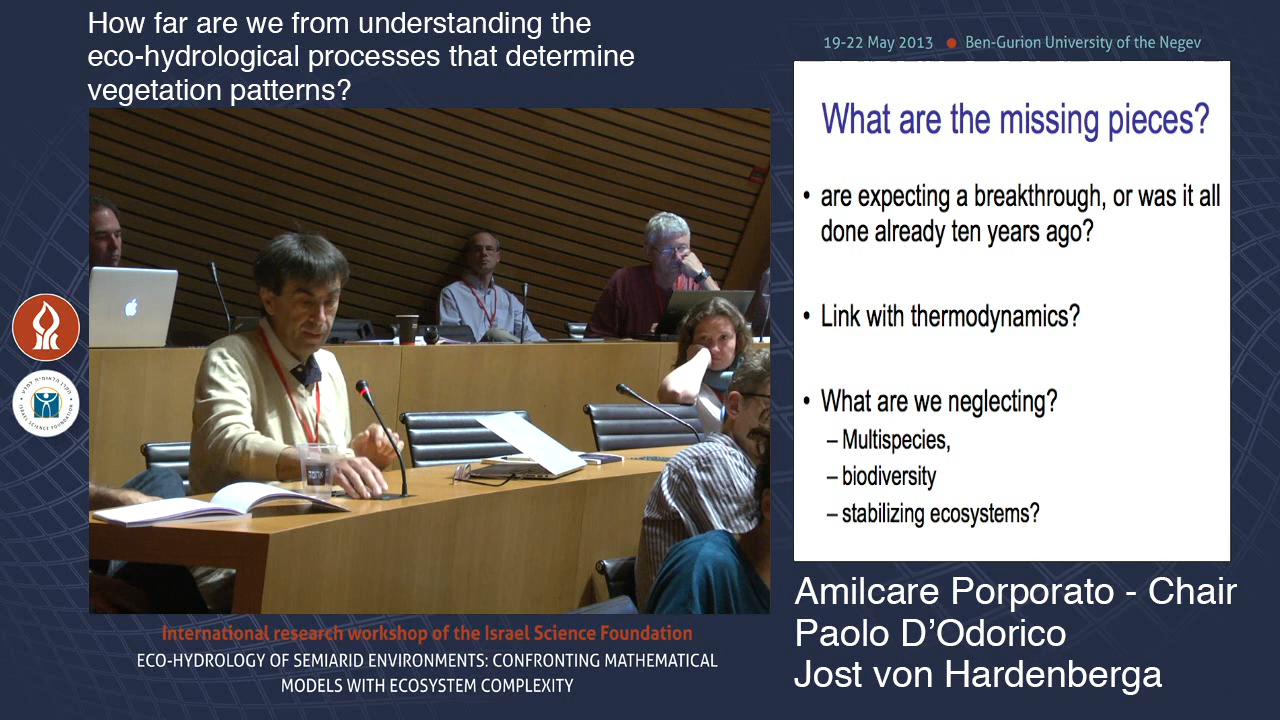 How far are we from understanding the
eco-hydrological processes that determine
vegetation patterns?
19-22 May 2013 ● Ben-Gurion University of the Negev
What are the missing pieces?
• are expecting a breakthrough, or was it all
done already ten years ago?
• Link with thermodynamics?
• What are we neglecting?
– Multispecies,
– biodiversity
– stabilizing ecosystems?
Amilcare Porporato - Chair
Paolo D’Odorico
Jost von Hardenberga
International research workshop of the Israel Science Foundation
ECO-HYDROLOGY OF SEMIARID ENVIRONMENTS: CONFRONTING MATHEMATICAL
MODELS WITH ECOSYSTEM COMPLEXITY
ISRAEL SCIENCE FOUNDATION